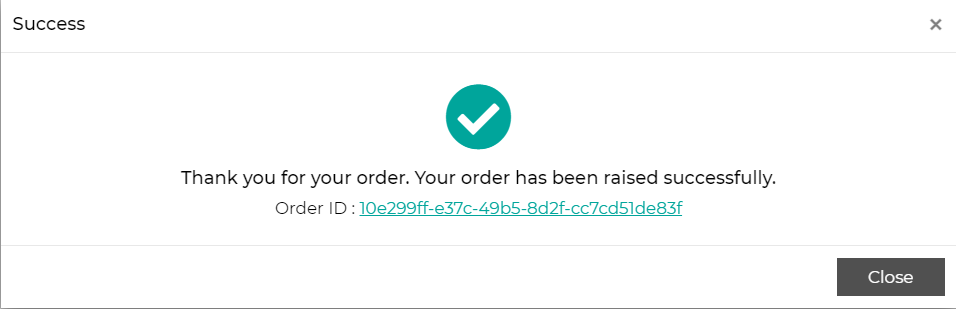 Success
×
Thank you for your order. Your order has been raised successfully.
Order ID : 10e299ff-e37c-49b5-8d2f-cc7cd51de83f
Close